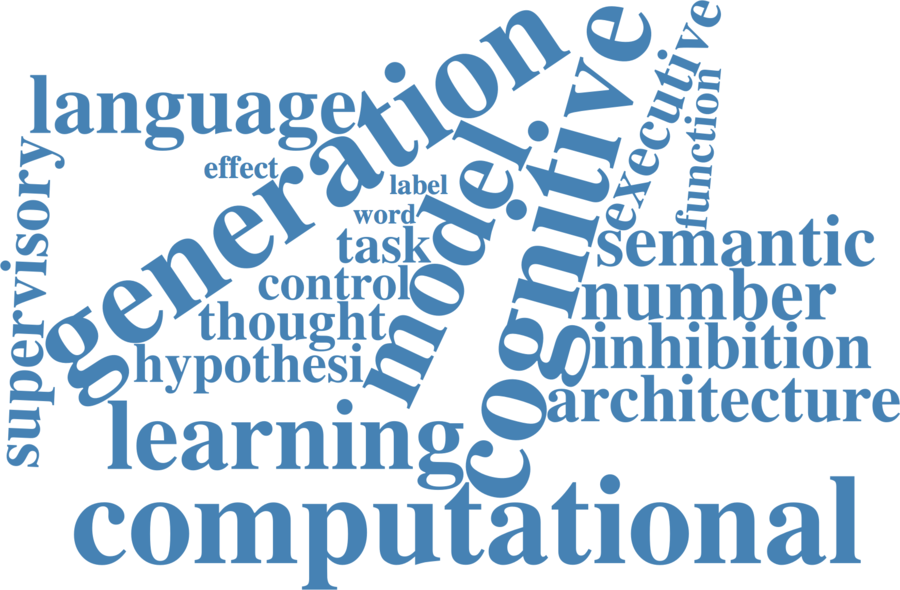 language
generation
cognitive
executive
function
supervisory
effect
label
word
model
task
control
thought
hypothesi
semantic
number
inhibition
architecture
learning
computational